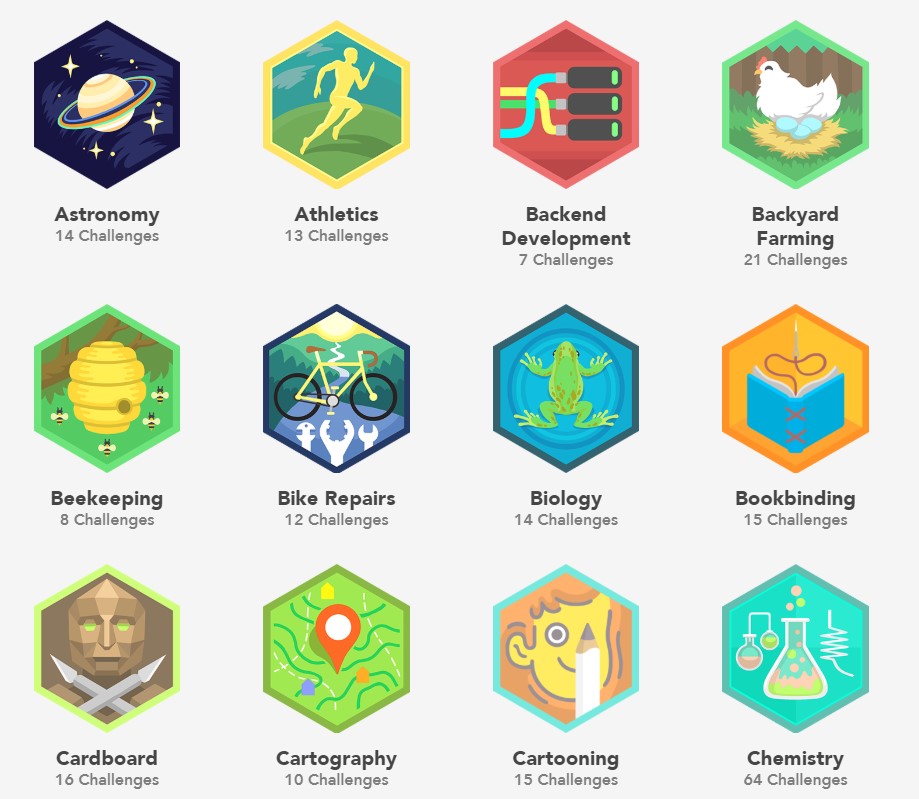 Astronomy
14 Challenges
Athletics
13 Challenges
Backend
Development
7 Challenges
Backyard
Farming
21 Challenges
Beekeeping
8 Challenges
Bike Repairs
12 Challenges
Biology
14 Challenges
Bookbinding
15 Challenges
Cardboard
16 Challenges
Cartography
10 Challenges
Cartooning
15 Challenges
Chemistry
64 Challenges